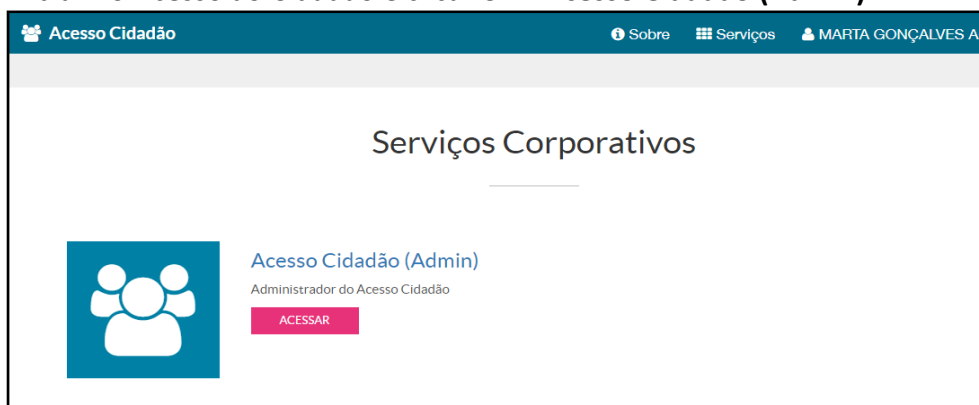 Acesso Cidadão
Sobre
Serviços
MARTA GONÇALVES A
Serviços Corporativos
Acesso Cidadão (Admin)
Administrador do Acesso Cidadão
ACESSAR